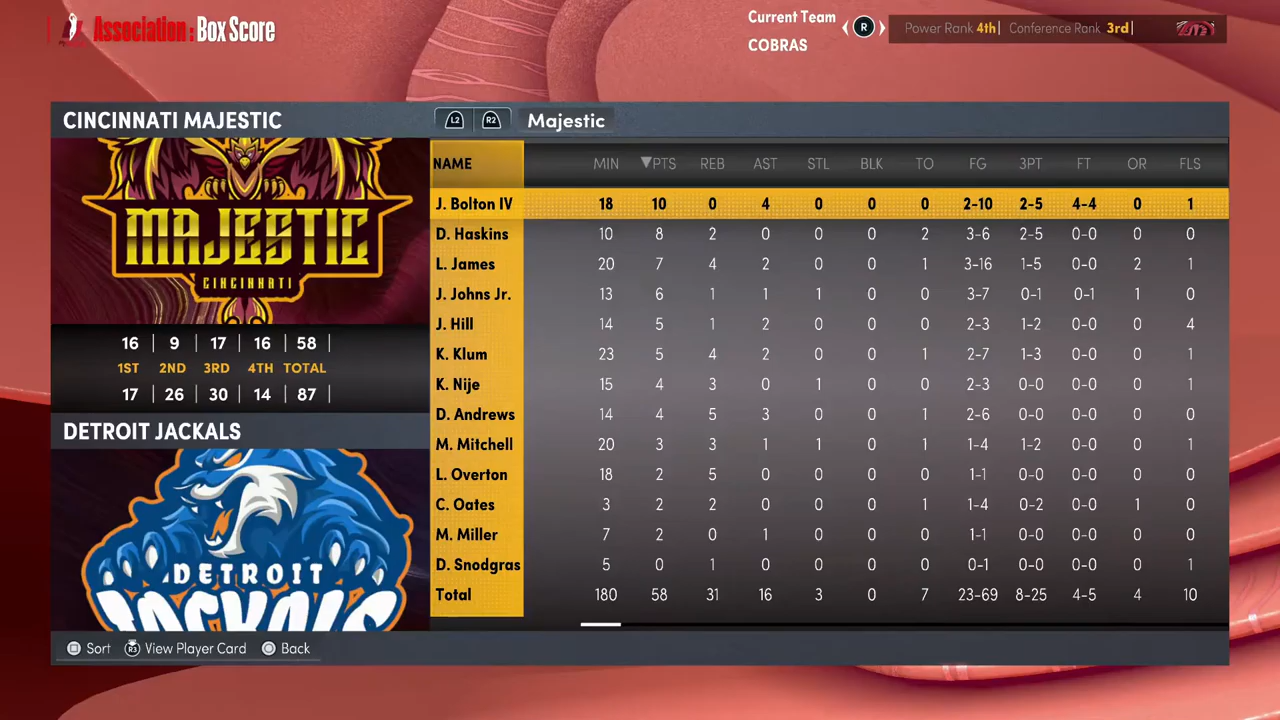 Association : Box Score
Current Team
COBRAS
R
Power Rank 4th| Conference Rank 3rd|
CINCINNATI MAJESTIC
L2 R2 Majestic
MAJESTIC
CINCINNATI
16 | 9 | 17 | 16 | 58 |
1ST 2ND 3RD 4TH TOTAL
17 | 26 | 30 | 14 | 87 |
DETROIT JACKALS
DETROIT
JACKALS
NAME MIN ▼PTS REB AST STL BLK TO FG 3PT FT OR FLS
J. Bolton IV 18 10 0 4 0 0 0 2-10 2-5 4-4 0 1
D. Haskins 10 8 2 0 0 0 2 3-6 2-5 0-0 0 0
L. James 20 7 4 2 0 0 1 3-16 1-5 0-0 2 1
J. Johns Jr. 13 6 1 1 1 0 0 3-7 0-1 0-1 1 0
J. Hill 14 5 1 2 0 0 0 2-3 1-2 0-0 0 4
K. Klum 23 5 4 2 0 0 1 2-7 1-3 0-0 0 1
K. Nije 15 4 3 0 1 0 0 2-3 0-0 0-0 0 1
D. Andrews 14 4 5 3 0 0 1 2-6 0-0 0-0 0 0
M. Mitchell 20 3 3 1 1 0 1 1-4 1-2 0-0 0 1
L. Overton 18 2 5 0 0 0 0 1-1 0-0 0-0 0 0
C. Oates 3 2 2 0 0 0 1 1-4 0-2 0-0 1 0
M. Miller 7 2 0 1 0 0 0 1-1 0-0 0-0 0 0
D. Snodgras 5 0 1 0 0 0 0 0-1 0-0 0-0 0 1
Total 180 58 31 16 3 0 7 23-69 8-25 4-5 4 10
Sort R3 View Player Card Back